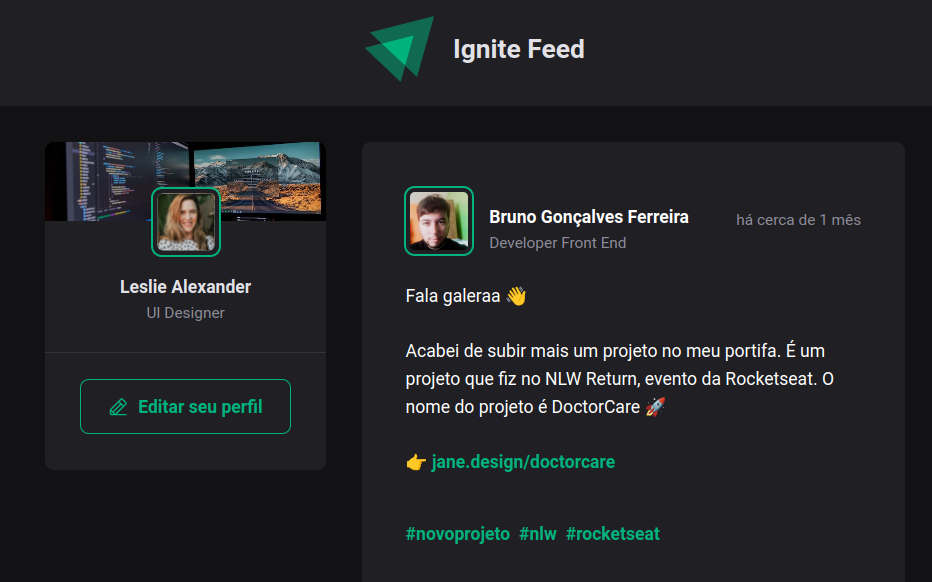 Ignite Feed
Leslie Alexander
UI Designer
Editar seu perfil
Bruno Gonçalves Ferreira
há cerca de 1 mês
Developer Front End
Fala galeraa 👋
Acabei de subir mais um projeto no meu portifa. É um
projeto que fiz no NLW Return, evento da Rocketseat. O
nome do projeto é DoctorCare 🚀
👉 jane.design/doctorcare
#novoprojeto #nlw #rocketseat